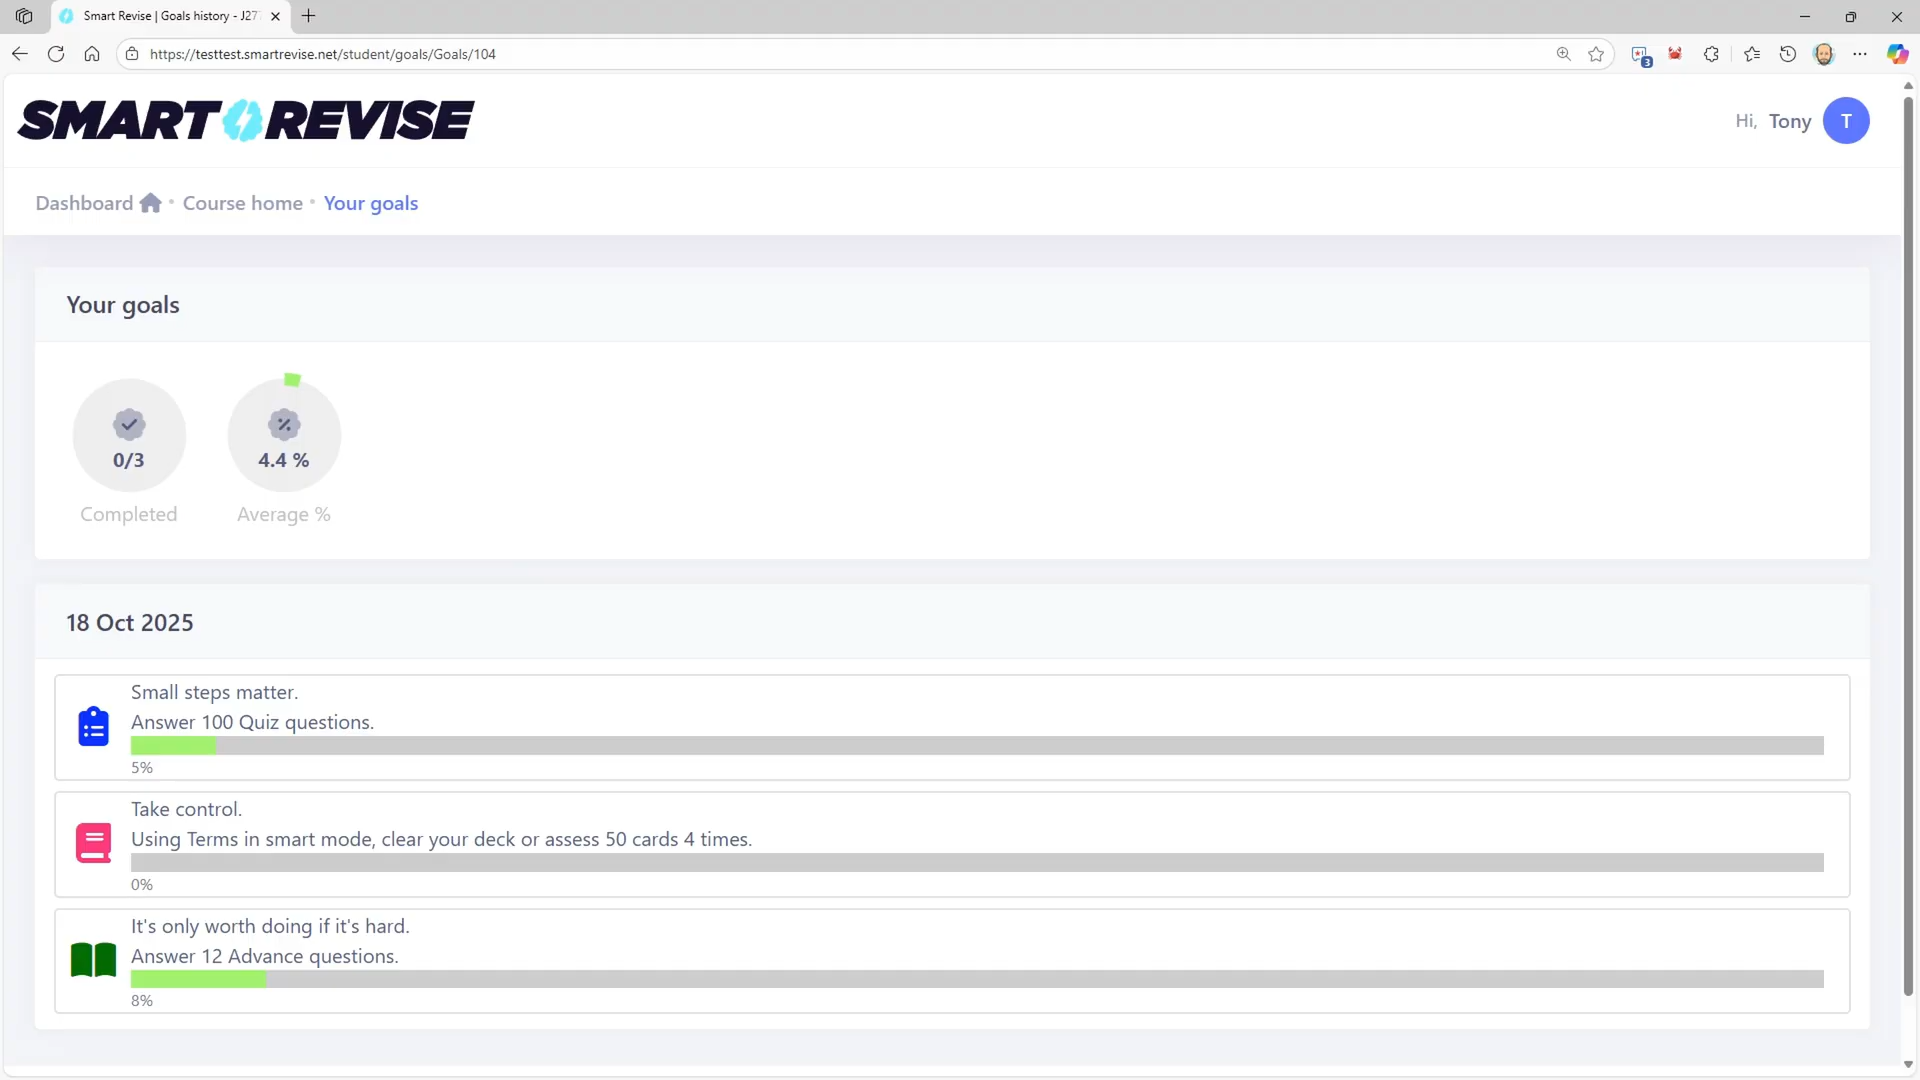 Smart Revise | Goals history - J27
https://testtest.smartrevise.net/student/goals/Goals/104
3
SMART REVISE
Hi, Tony
T
Dashboard • Course home • Your goals
Your goals
0/3
4.4 %
Completed
Average %
18 Oct 2025
Small steps matter.
Answer 100 Quiz questions.
5%
Take control.
Using Terms in smart mode, clear your deck or assess 50 cards 4 times.
0%
It's only worth doing if it's hard.
Answer 12 Advance questions.
8%